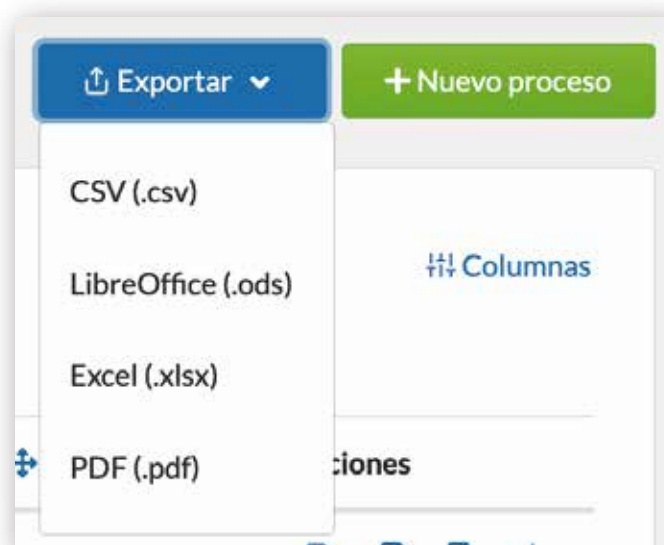 Exportar
Nuevo proceso
CSV (.csv)
LibreOffice (.ods)
Columnas
Excel (.xlsx)
PDF (.pdf)
ciones